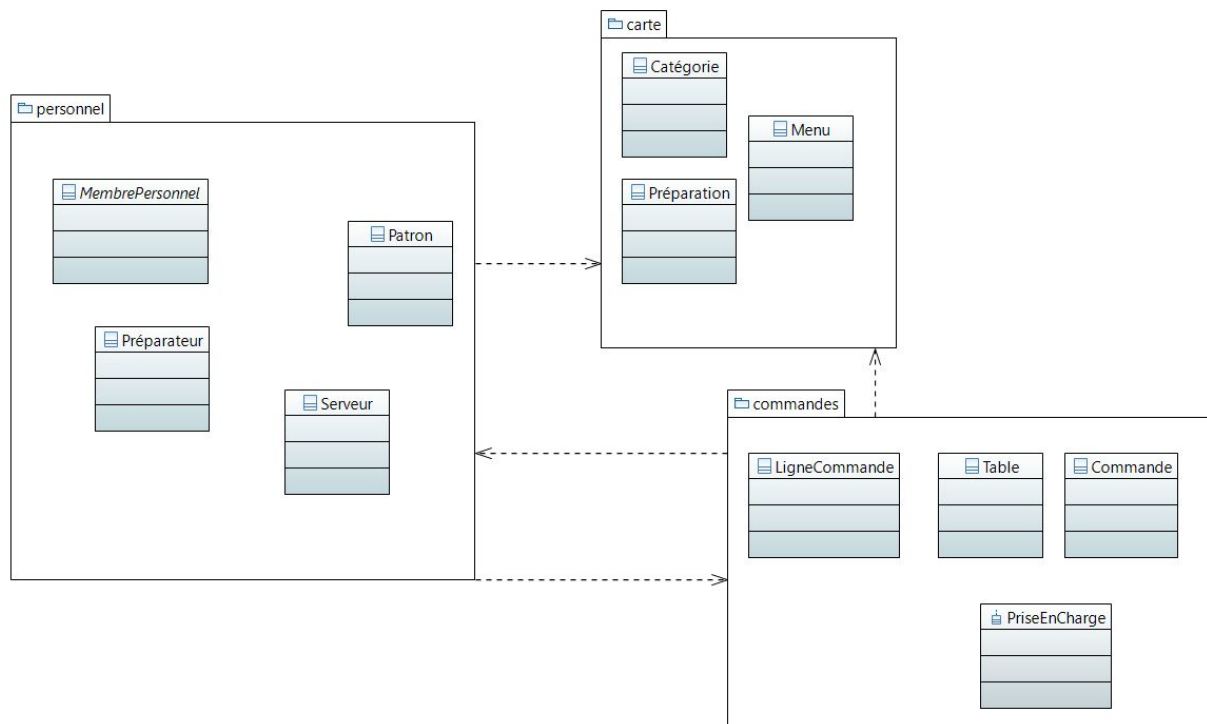 carte
Catégorie
Menu
Préparation
personnel
MembrePersonnel
Patron
Préparateur
Serveur
commandes
LigneCommande
Table
Commande
PriseEnCharge